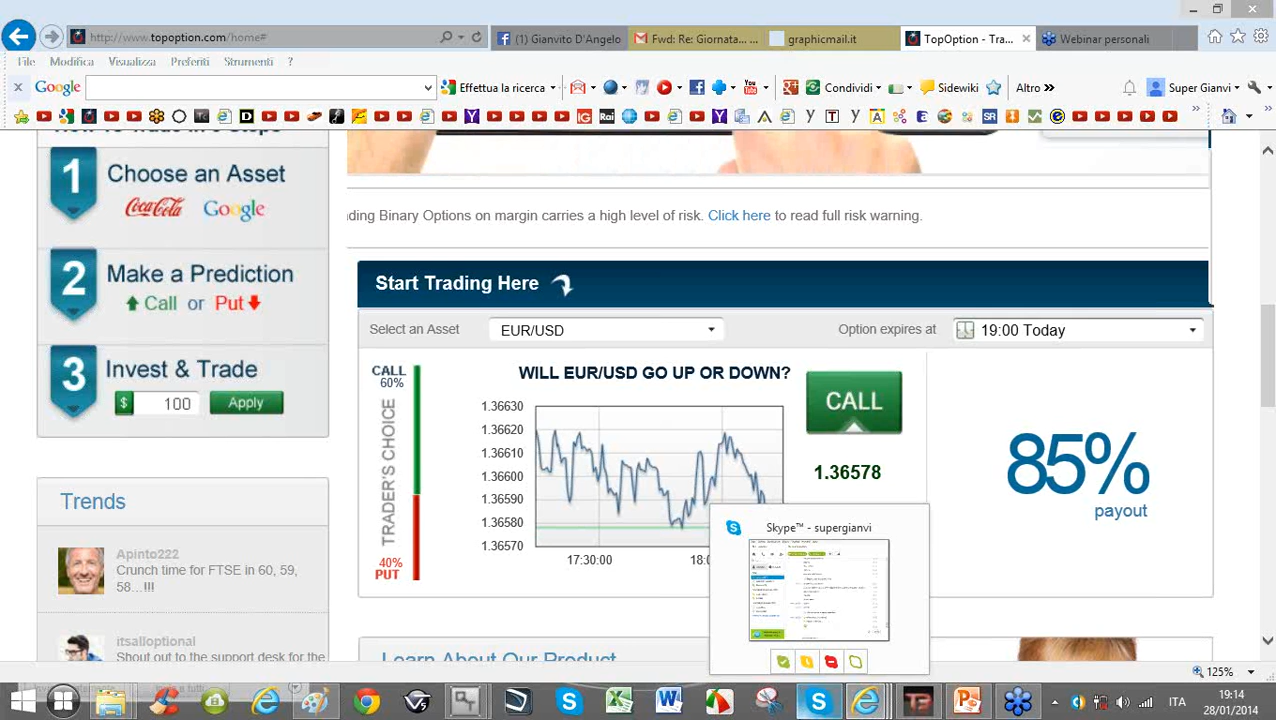 http://www.topoption.com/home#
(1) Gianvito D'Angelo
Fwd: Re: Giornata... ...
graphicmail.it
TopOption - Tra...
Webinar personali
File Modifica Visualizza Preferiti Strumenti ?
Google
Effettua la ricerca
Condividi
Sidewiki
Altro »
Super Gianvi
1 Choose an Asset
Coca-Cola Google
2 Make a Prediction
Call or Put
3 Invest & Trade
$ 100 Apply
Trends
Apinto222
Crunch time for FTSE in 60, 59,
58... !!!
itsalloptional
Shout out to the support desk for the
ding Binary Options on margin carries a high level of risk. Click here to read full risk warning.
Start Trading Here
Select an Asset
EUR/USD
Option expires at
19:00 Today
CALL
60%
TRADER'S CHOICE
40%
PUT
WILL EUR/USD GO UP OR DOWN?
1.36630
1.36620
1.36610
1.36600
1.36590
1.36580
1.36570
17:30:00
18:0
CALL
1.36578
85%
payout
Skype™ - supergianvi
Learn About Our Product
125%
ITA
19:14
28/01/2014